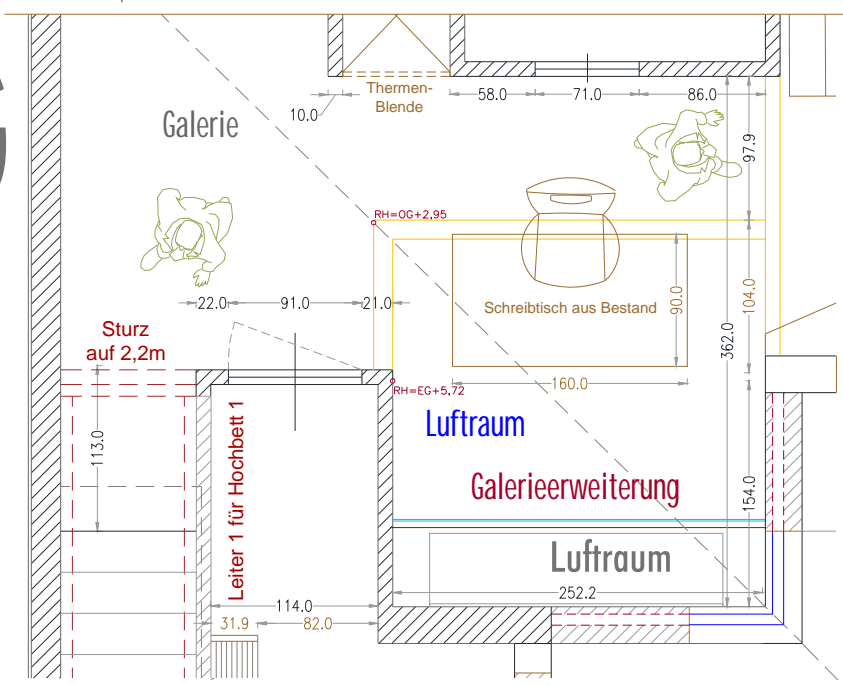 Thermen-
Blende
10.0
58.0
71.0
86.0
Galerie
97.9
RH=OG+2,95
22.0
91.0
21.0
Schreibtisch aus Bestand
90.0
104.0
362.0
Sturz
auf 2,2m
160.0
RH=EG+5,72
Luftraum
113.0
Leiter 1 für Hochbett 1
Galerieerweiterung
154.0
Luftraum
252.2
114.0
31.9
82.0